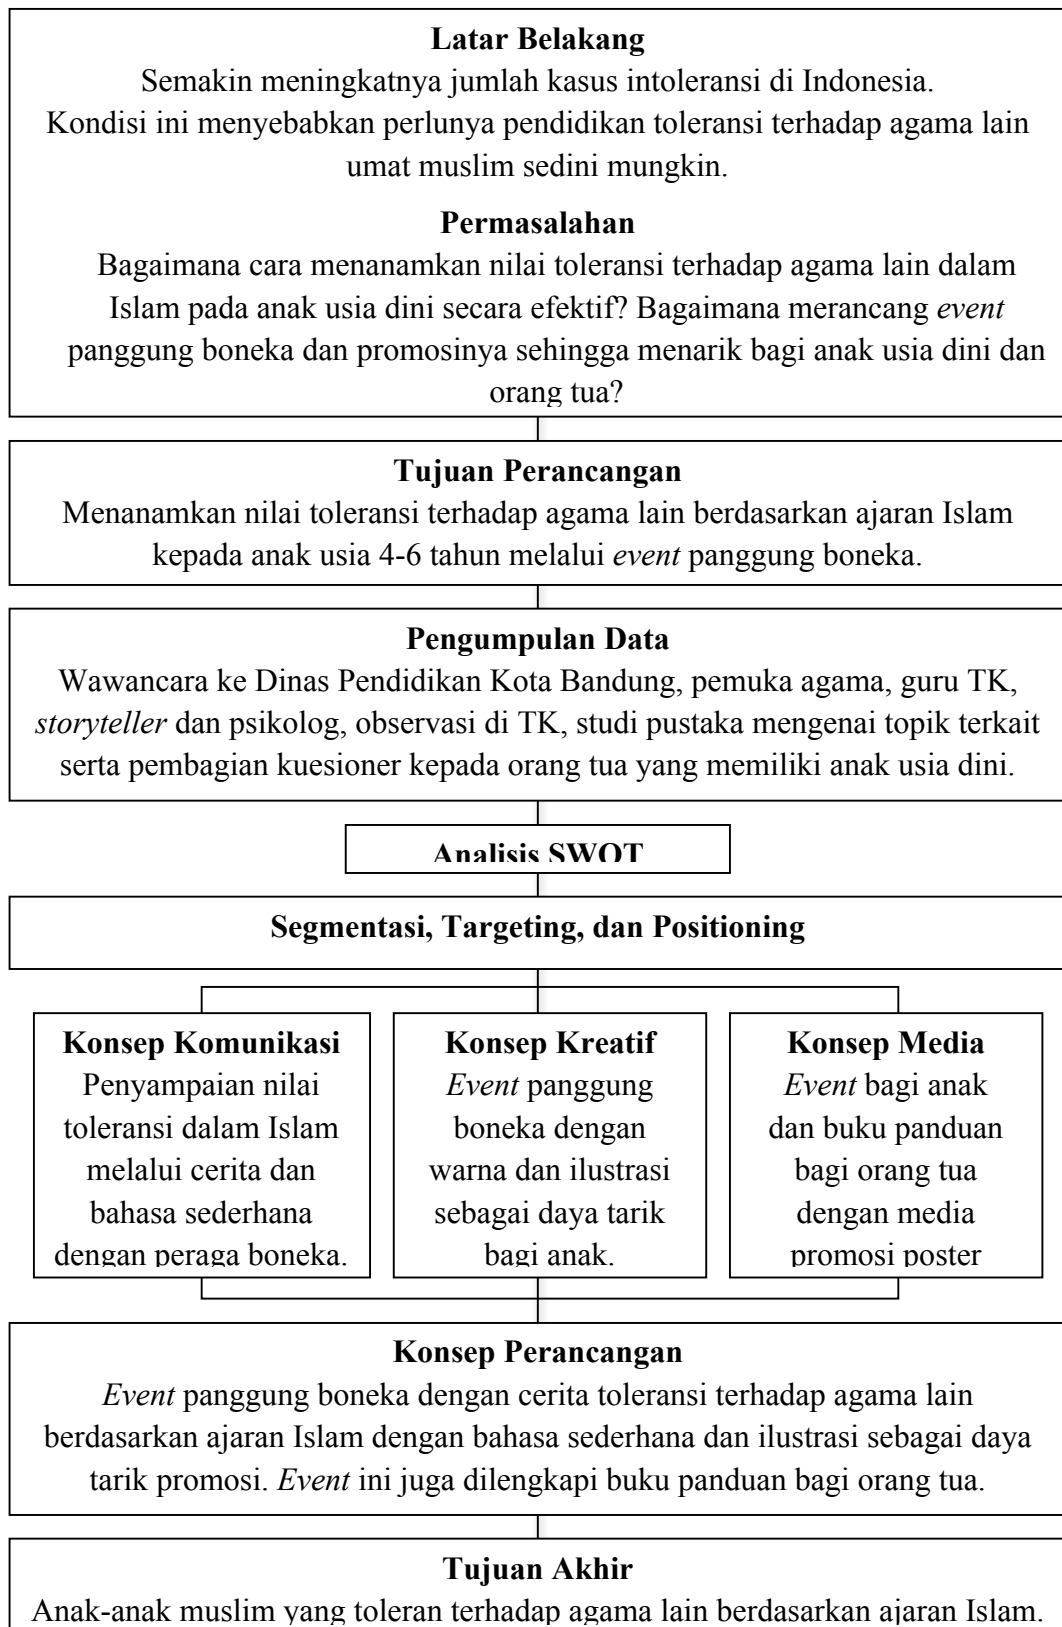 Latar Belakang
Semakin meningkatnya jumlah kasus intoleransi di Indonesia.
Kondisi ini menyebabkan perlunya pendidikan toleransi terhadap agama lain
umat muslim sedini mungkin.
Permasalahan
Bagaimana cara menanamkan nilai toleransi terhadap agama lain dalam
Islam pada anak usia dini secara efektif? Bagaimana merancang event
panggung boneka dan promosinya sehingga menarik bagi anak usia dini dan
orang tua?
Tujuan Perancangan
Menanamkan nilai toleransi terhadap agama lain berdasarkan ajaran Islam
kepada anak usia 4-6 tahun melalui event panggung boneka.
Pengumpulan Data
Wawancara ke Dinas Pendidikan Kota Bandung, pemuka agama, guru TK,
storyteller dan psikolog, observasi di TK, studi pustaka mengenai topik terkait
serta pembagian kuesioner kepada orang tua yang memiliki anak usia dini.
Analisis SWOT
Segmentasi, Targeting, dan Positioning
Konsep Komunikasi
Penyampaian nilai
toleransi dalam Islam
melalui cerita dan
bahasa sederhana
dengan peraga boneka.
Konsep Kreatif
Event panggung
boneka dengan
warna dan ilustrasi
sebagai daya tarik
bagi anak.
Konsep Media
Event bagi anak
dan buku panduan
bagi orang tua
dengan media
promosi poster
Konsep Perancangan
Event panggung boneka dengan cerita toleransi terhadap agama lain
berdasarkan ajaran Islam dengan bahasa sederhana dan ilustrasi sebagai daya
tarik promosi. Event ini juga dilengkapi buku panduan bagi orang tua.
Tujuan Akhir
Anak-anak muslim yang toleran terhadap agama lain berdasarkan ajaran Islam.